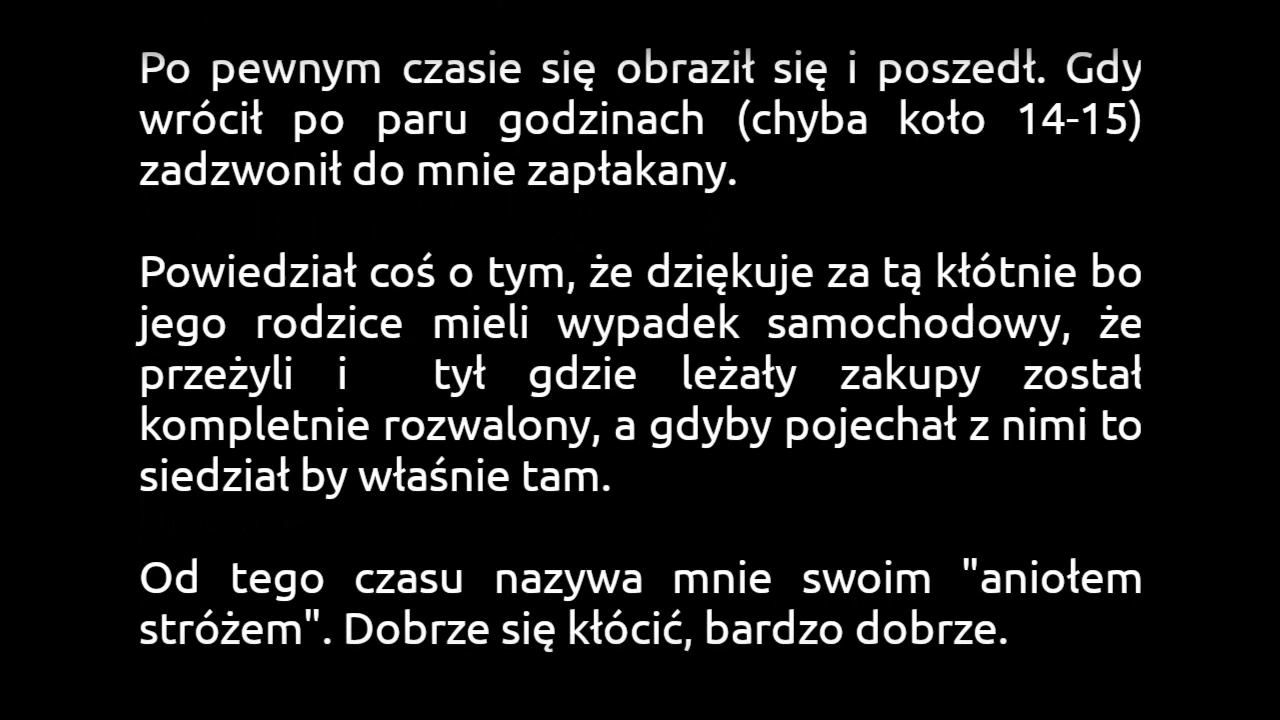 Po pewnym czasie się obraził się i poszedł. Gdy
wrócił po paru godzinach (chyba koło 14-15)
zadzwonił do mnie zapłakany.
Powiedział coś o tym, że dziękuje za tą kłótnie bo
jego rodzice mieli wypadek samochodowy, że
przeżyli i tył gdzie leżały zakupy został
kompletnie rozwalony, a gdyby pojechał z nimi to
siedział by właśnie tam.
Od tego czasu nazywa mnie swoim "aniołem
stróżem". Dobrze się kłócić, bardzo dobrze.